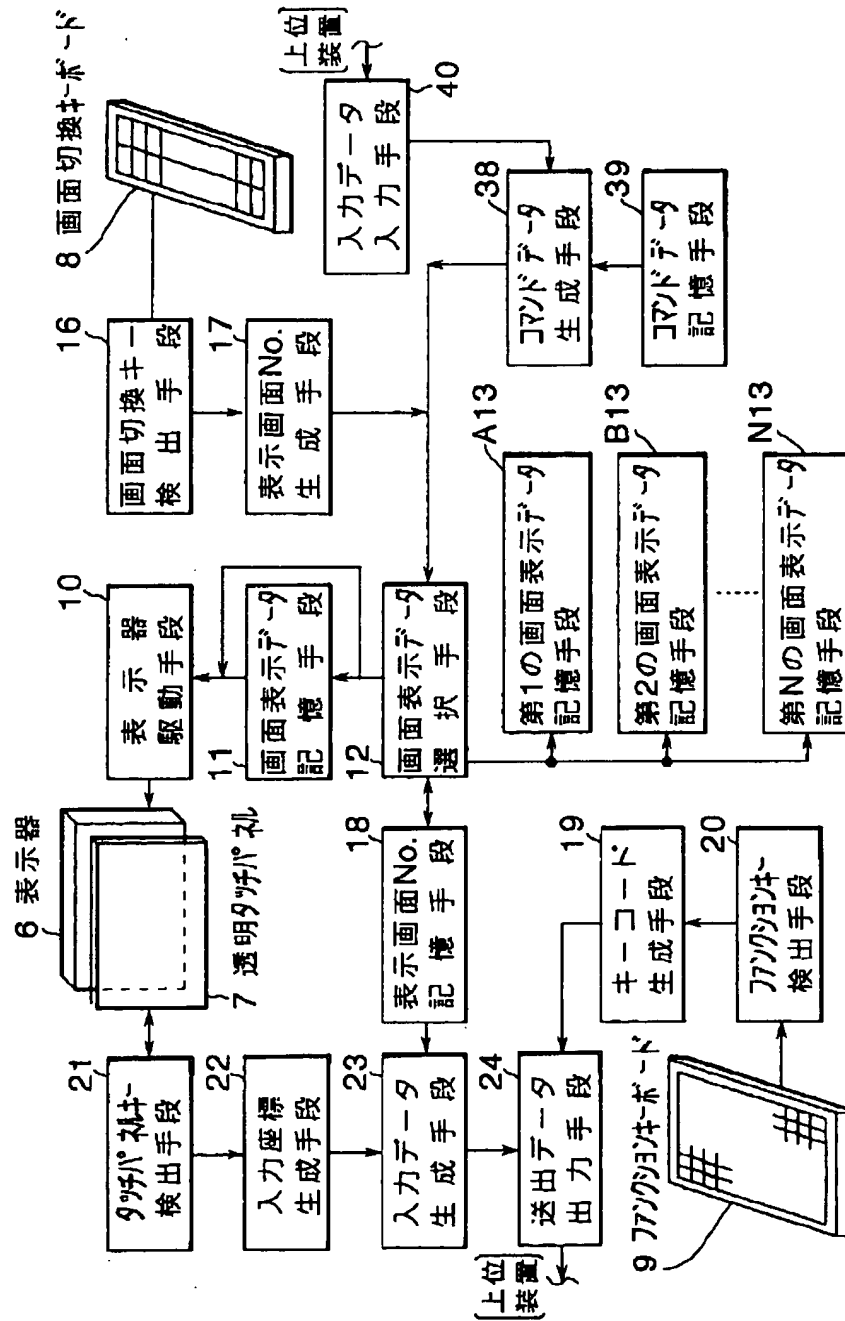 6 表示器
7 透明タッチパネル
21
タッチパネルキー
検出手段
22
入力座標
生成手段
23
入力データ
生成手段
24
送出データ
出力手段
[上位
装置]
10
表示器
駆動手段
11
画面表示データ
記憶手段
12
画面表示データ
選択手段
18
表示画面No.
記憶手段
19
キーコード
生成手段
20
ファンクションキー
検出手段
9 ファンクションキーボード
8 画面切換キーボード
16
画面切換キー
検出手段
17
表示画面No.
生成手段
[上位
装置]
40
入力データ
入力手段
38
コマンドデータ
生成手段
39
コマンドデータ
記憶手段
A13
第1の画面表示データ
記憶手段
B13
第2の画面表示データ
記憶手段
N13
第Nの画面表示データ
記憶手段